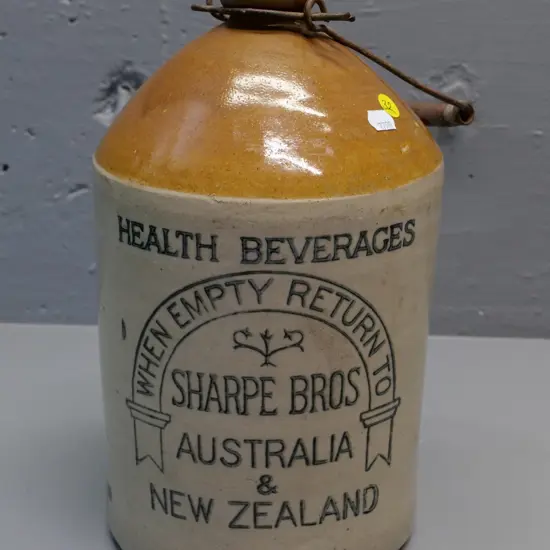 HEALTH BEVERAGES
WHEN EMPTY RETURN TO
SHARPE BROS
AUSTRALIA
&
NEW ZEALAND